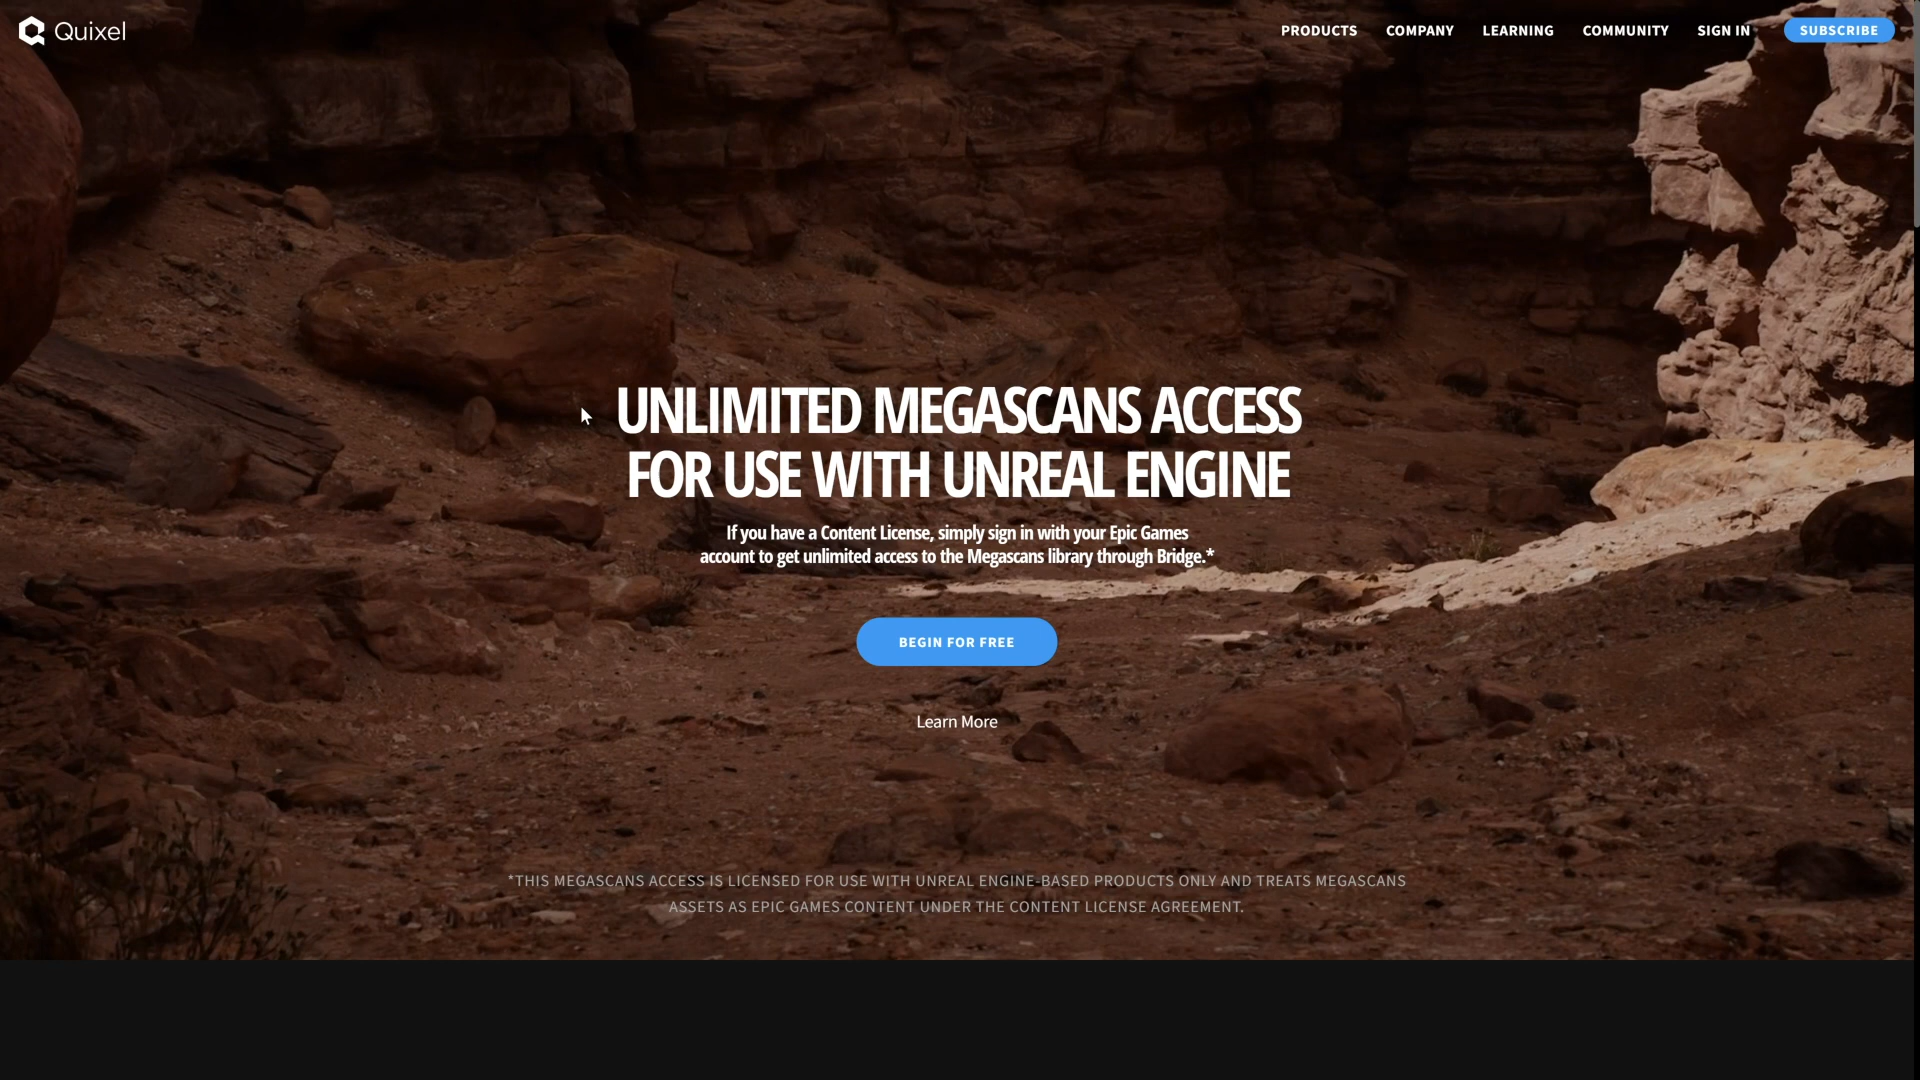 Quixel
PRODUCTS
COMPANY
LEARNING
COMMUNITY
SIGN IN
SUBSCRIBE
UNLIMITED MEGASCANS ACCESS
FOR USE WITH UNREAL ENGINE
If you have a Content License, simply sign in with your Epic Games
account to get unlimited access to the Megascans library through Bridge.*
BEGIN FOR FREE
Learn More
*THIS MEGASCANS ACCESS IS LICENSED FOR USE WITH UNREAL ENGINE-BASED PRODUCTS ONLY AND TREATS MEGASCANS
ASSETS AS EPIC GAMES CONTENT UNDER THE CONTENT LICENSE AGREEMENT.